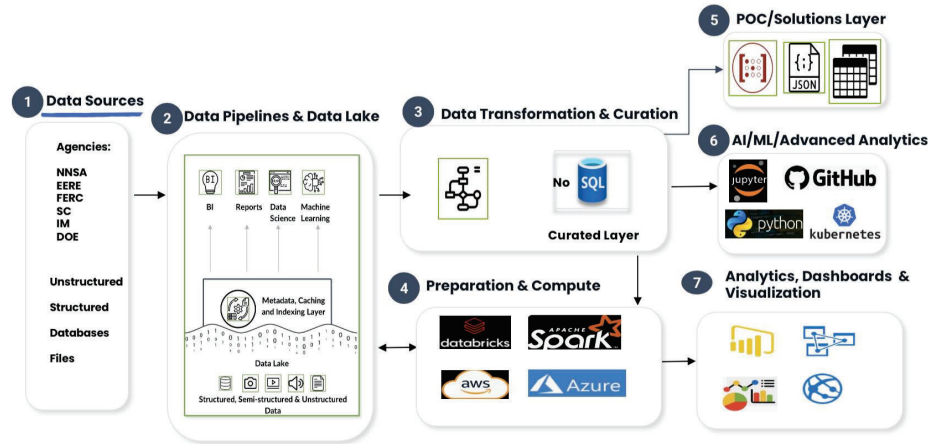 1 Data Sources
Agencies:
NNSA
EERE
FERC
SC
IM
DOE
Unstructured
Structured
Databases
Files
2 Data Pipelines & Data Lake
BI
BI
Reports
Data
Science
Machine
Learning
Metadata, Caching
and Indexing Layer
Data Lake
Structured, Semi-structured & Unstructured
Data
3 Data Transformation & Curation
No SQL
Curated Layer
4 Preparation & Compute
databricks
APACHE
Spark
aws
Azure
5 POC/Solutions Layer
{;}
JSON
6 AI/ML/Advanced Analytics
jupyter
GitHub
python
kubernetes
7 Analytics, Dashboards &
Visualization